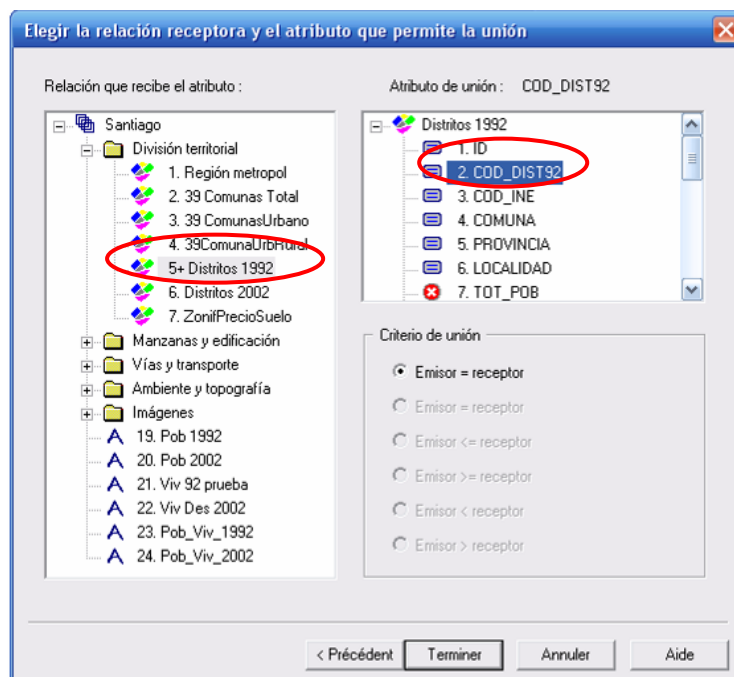 Elegir la relación receptora y el atributo que permite la unión
Relación que recibe el atributo :
Santiago
División territorial
1. Región metropol
2. 39 Comunas Total
3. 39 ComunasUrbano
4. 39ComunaUrbRural
5+ Distritos 1992
6. Distritos 2002
7. ZonifPrecioSuelo
Manzanas y edificación
Vías y transporte
Ambiente y topografía
Imágenes
19. Pob 1992
20. Pob 2002
21. Viv 92 prueba
22. Viv Des 2002
23. Pob_Viv_1992
24. Pob_Viv_2002
Atributo de unión : COD_DIST92
Distritos 1992
1. ID
2. COD_DIST92
3. COD_INE
4. COMUNA
5. PROVINCIA
6. LOCALIDAD
7. TOT_POB
Criterio de unión
Emisor = receptor
Emisor = receptor
Emisor <= receptor
Emisor >= receptor
Emisor < receptor
Emisor > receptor
< Précédent
Terminer
Annuler
Aide